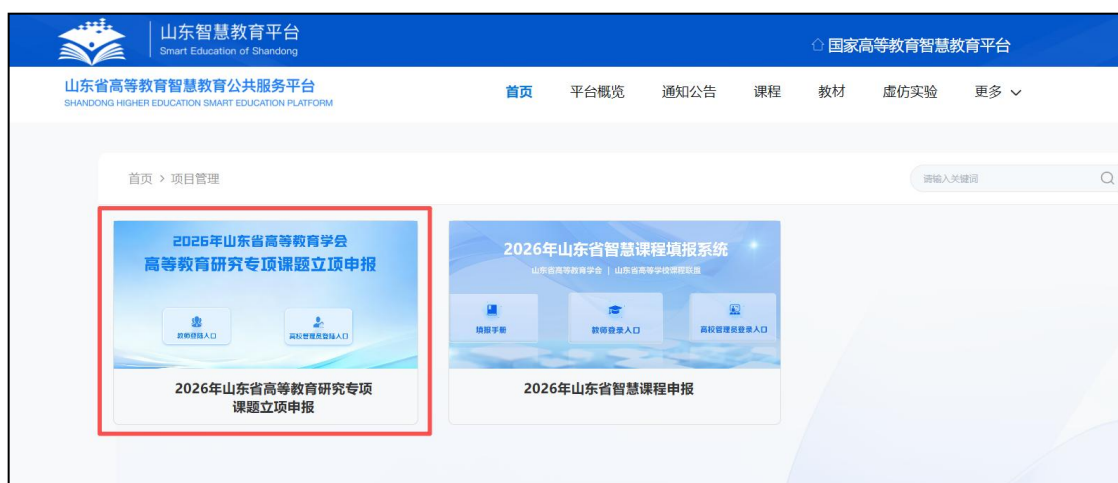 山东智慧教育平台
Smart Education of Shandong
国家高等教育智慧教育平台
山东省高等教育智慧教育公共服务平台
SHANDONG HIGHER EDUCATION SMART EDUCATION PLATFORM
首页 平台概览 通知公告 课程 教材 虚仿实验 更多
首页 > 项目管理
请输入关键词
2026年山东省高等教育学会
高等教育研究专项课题立项申报
教师登陆入口 高校管理员登陆入口
2026年山东省高等教育研究专项
课题立项申报
2026年山东省智慧课程填报系统
山东省高等教育学会 | 山东省高等学校课程联盟
填报手册 教师登录入口 高校管理员登录入口
2026年山东省智慧课程申报